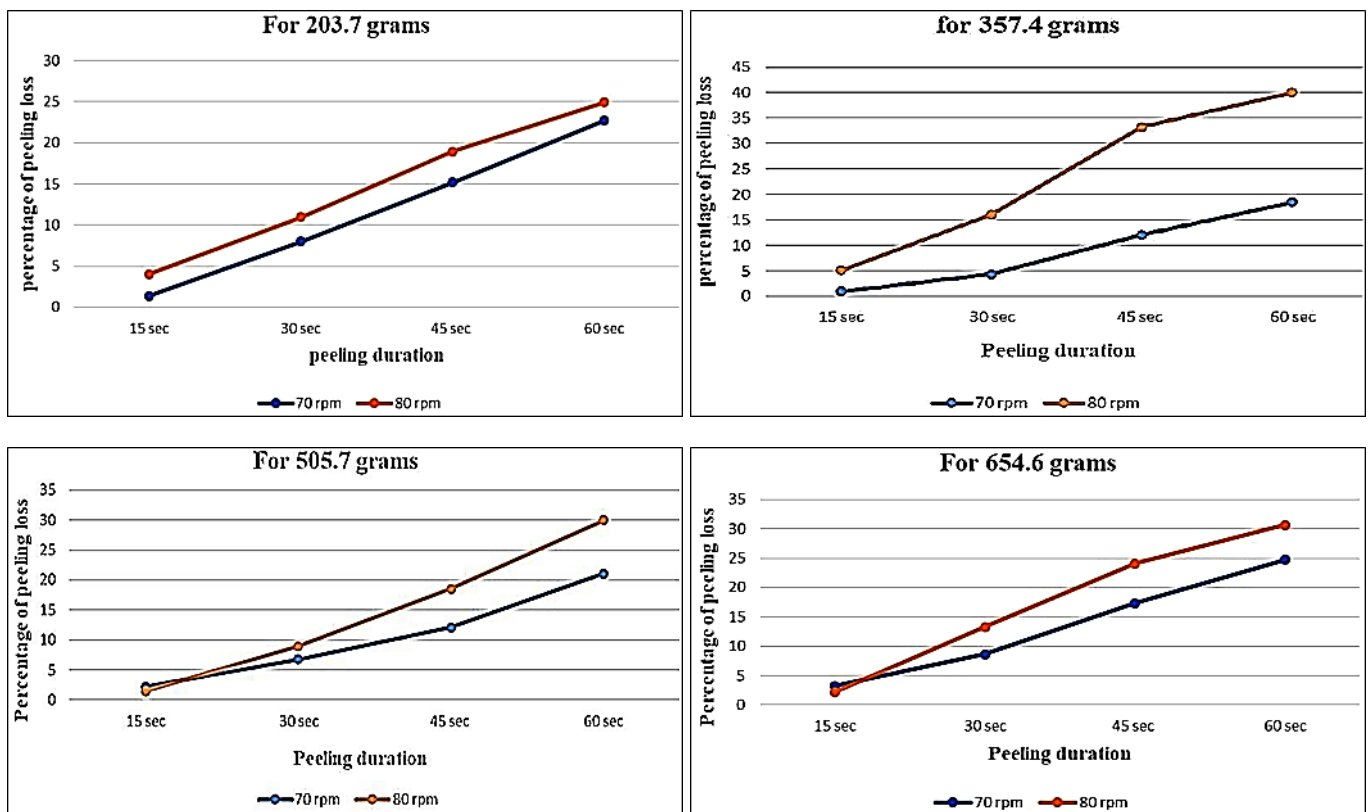 For 203.7 grams
percentage of peeling loss
30
25
20
15
10
5
0
15 sec 30 sec 45 sec 60 sec
peeling duration
70 rpm 80 rpm
for 357.4 grams
percentage of peeling loss
45
40
35
30
25
20
15
10
5
0
15 sec 30 sec 45 sec 60 sec
Peeling duration
70 rpm 80 rpm
For 505.7 grams
Percentage of peeling loss
35
30
25
20
15
10
5
0
15 sec 30 sec 45 sec 60 sec
Peeling duration
70 rpm 80 rpm
For 654.6 grams
Percentage of peeling loss
35
30
25
20
15
10
5
0
15 sec 30 sec 45 sec 60 sec
Peeling duration
70 rpm 80 rpm